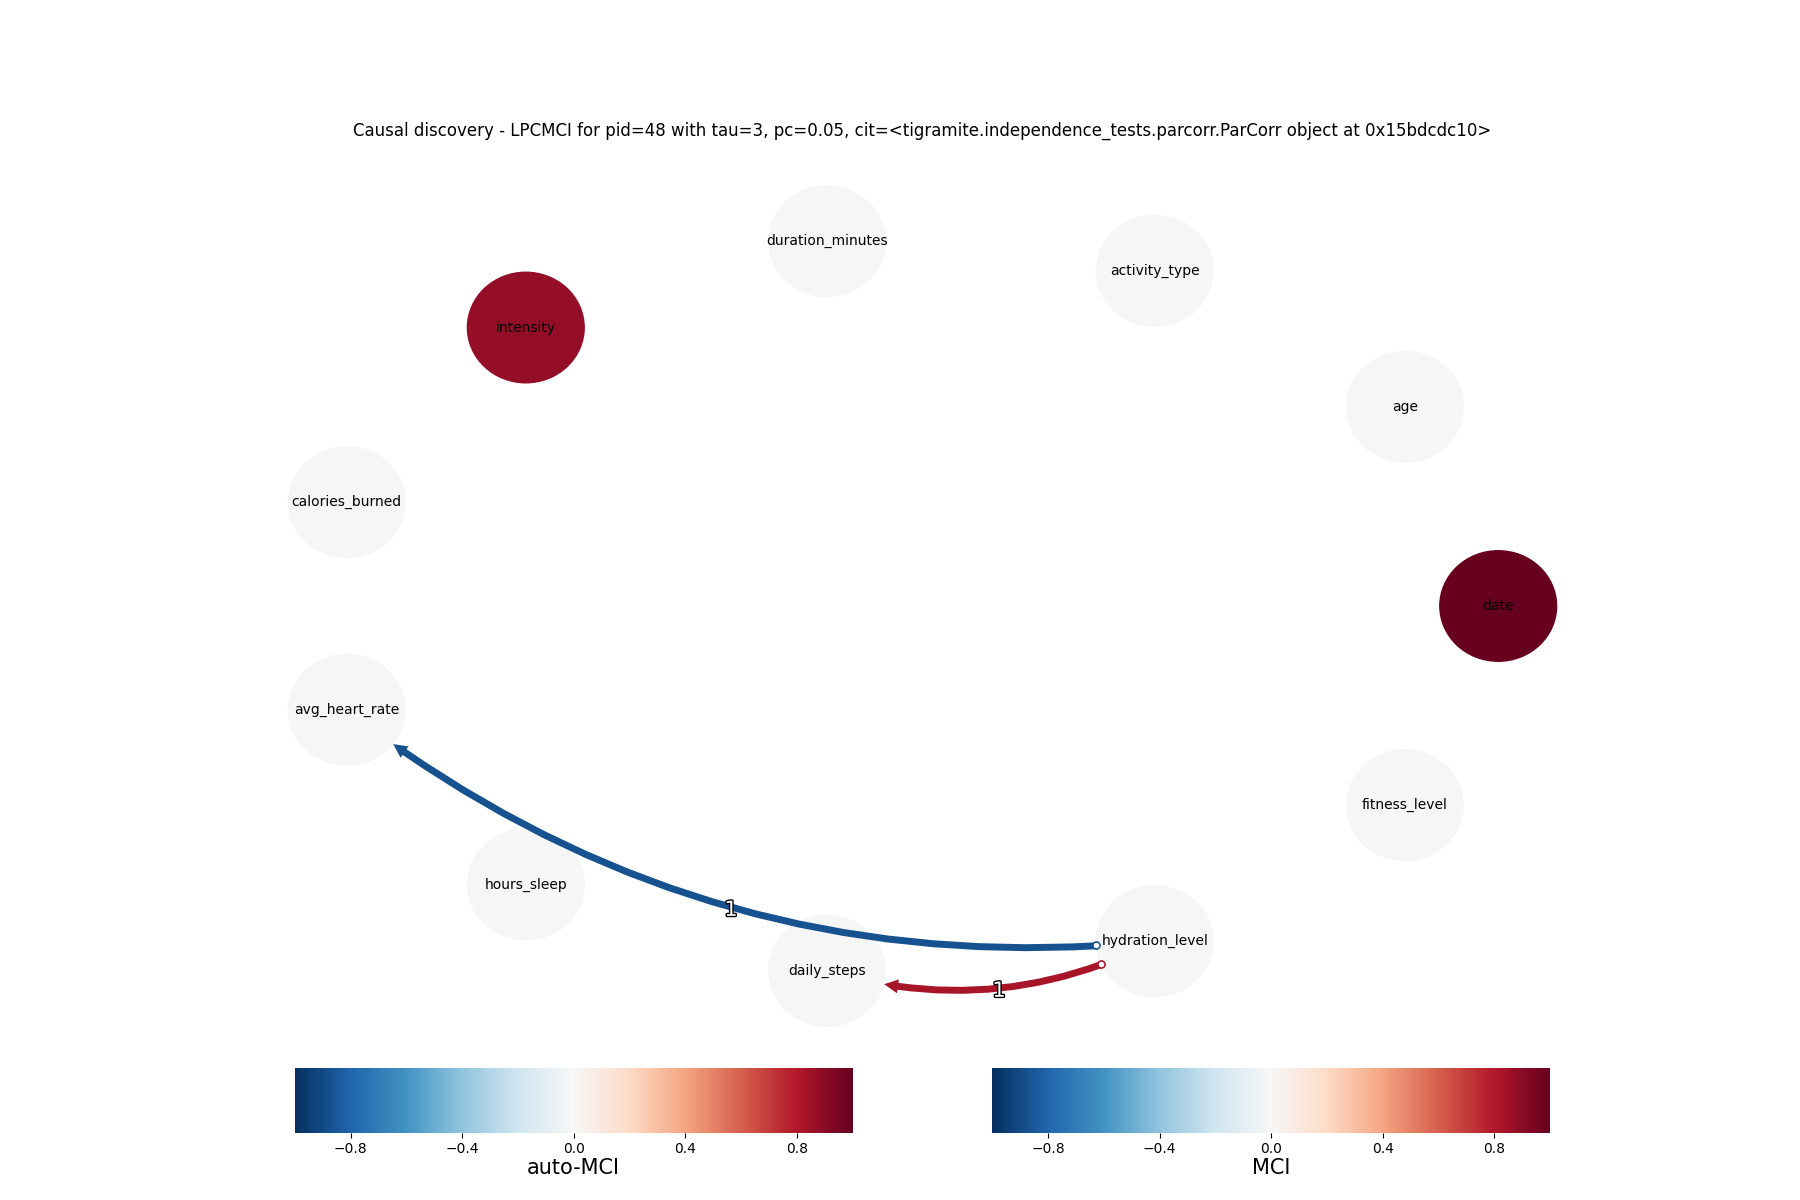 Causal discovery - LPCMCI for pid=48 with tau=3, pc=0.05, cit=<tigramite.independence_tests.parcorr.ParCorr object at 0x15bdcdc10>
duration_minutes
activity_type
intensity
age
calories_burned
date
avg_heart_rate
fitness_level
hours_sleep
1
hydration_level
daily_steps
1
−0.8 −0.4 0.0 0.4 0.8
auto-MCI
−0.8 −0.4 0.0 0.4 0.8
MCI